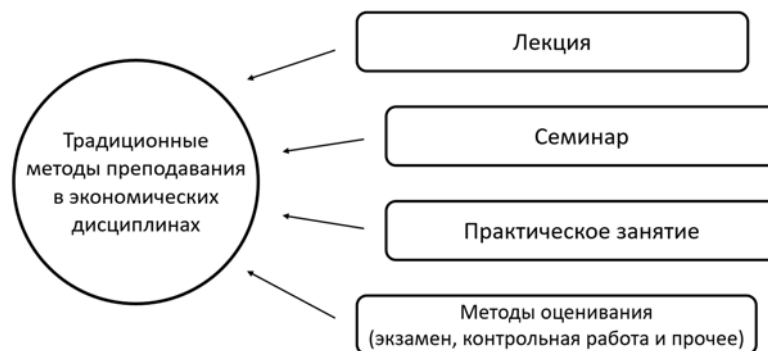 Традиционные
методы преподавания
в экономических
дисциплинах
Лекция
Семинар
Практическое занятие
Методы оценивания
(экзамен, контрольная работа и прочее)